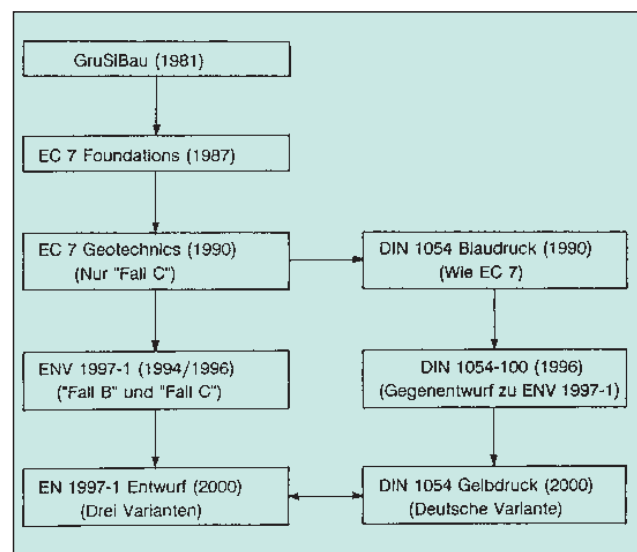 GruSiBau (1981)
EC 7 Foundations (1987)
EC 7 Geotechnics (1990)
(Nur "Fall C")
DIN 1054 Blaudruck (1990)
(Wie EC 7)
ENV 1997-1 (1994/1996)
("Fall B" und "Fall C")
DIN 1054-100 (1996)
(Gegenentwurf zu ENV 1997-1)
EN 1997-1 Entwurf (2000)
(Drei Varianten)
DIN 1054 Gelbdruck (2000)
(Deutsche Variante)